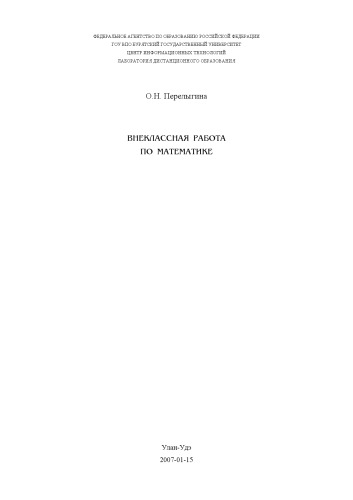 ФЕДЕРАЛЬНОЕ АГЕНТСТВО ПО ОБРАЗОВАНИЮ РОССИЙСКОЙ ФЕДЕРАЦИИ
ГОУ ВПО БУРЯТСКИЙ ГОСУДАРСТВЕННЫЙ УНИВЕРСИТЕТ
ЦЕНТР ИНФОРМАЦИОННЫХ ТЕХНОЛОГИЙ
ЛАБОРАТОРИЯ ДИСТАНЦИОННОГО ОБРАЗОВАНИЯ
О.Н. Перелыгина
ВНЕКЛАССНАЯ РАБОТА
ПО МАТЕМАТИКЕ
Улан-Удэ
2007-01-15